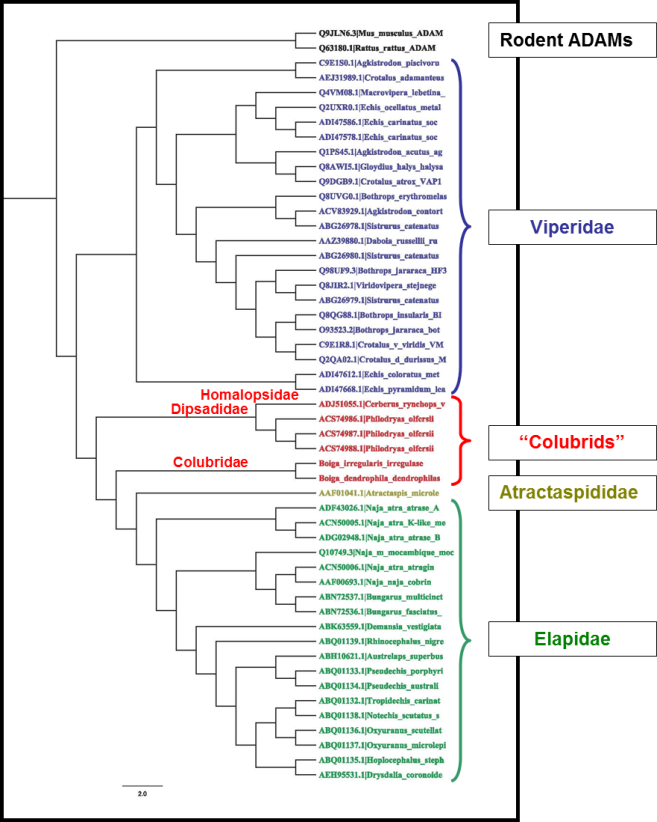 Q9JLN6.3|Mus_musculus_ADAM
Q63180.1|Rattus_rattus_ADAM
Rodent ADAMs
C9E1S0.1|Agkistrodon_piscivoru
AEJ31989.1|Crotalus_adamanteus
Q4VM08.1|Macrovipera_lebetina_
Q2UXR0.1|Echis_ocellatus_metal
ADI47586.1|Echis_carinatus_soc
ADI47578.1|Echis_carinatus_soc
Q1PS45.1|Agkistrodon_acutus_ag
Q8AWI5.1|Gloydius_halys_halysa
Q9DGB9.1|Crotalus_atrox_VAP1
Q8UVG0.1|Bothrops_erythromelas
ACV83929.1|Agkistrodon_contort
ABG26978.1|Sistrurus_catenatus
Viperidae
AAZ39880.1|Daboia_russellii_ru
ABG26980.1|Sistrurus_catenatus
Q98UF9.3|Bothrops_jararaca_HF3
Q8JIR2.1|Viridovipera_stejnege
ABG26979.1|Sistrurus_catenatus
Q8QG88.1|Bothrops_insularis_BI
O93523.2|Bothrops_jararaca_bot
C9E1R8.1|Crotalus_v_viridis_VM
Q2QA02.1|Crotalus_d_durissus_M
ADI47612.1|Echis_coloratus_met
ADI47668.1|Echis_pyramidum_lea
Homalopsidae
ADJ51055.1|Cerberus_rynchops_v
Dipsadidae
ACS74986.1|Philodryas_olfersii
ACS74987.1|Philodryas_olfersii
ACS74988.1|Philodryas_olfersii
“Colubrids”
Colubridae
Boiga_irregularis_irregulase
Boiga_dendrophila_dendrophilas
AAF01041.1|Atractaspis_microle
Atractaspididae
ADF43026.1|Naja_atra_atrase_A
ACN50005.1|Naja_atra_K-like_me
ADG02948.1|Naja_atra_atrase_B
Q10749.3|Naja_m_mocambique_moc
ACN50006.1|Naja_atra_atragin
AAF00693.1|Naja_naja_cobrin
ABN72537.1|Bungarus_multicinct
ABN72536.1|Bungarus_fasciatus_
ABK63559.1|Demansia_vestigiata
ABQ01139.1|Rhinocephalus_nigre
Elapidae
ABH10621.1|Austrelaps_superbus
ABQ01133.1|Pseudechis_porphyri
ABQ01134.1|Pseudechis_australi
ABQ01132.1|Tropidechis_carinat
ABQ01138.1|Notechis_scutatus_s
ABQ01136.1|Oxyuranus_scutellat
ABQ01137.1|Oxyuranus_microlepi
ABQ01135.1|Hoplocephalus_steph
AEH95531.1|Drysdalia_coronoide
2.0